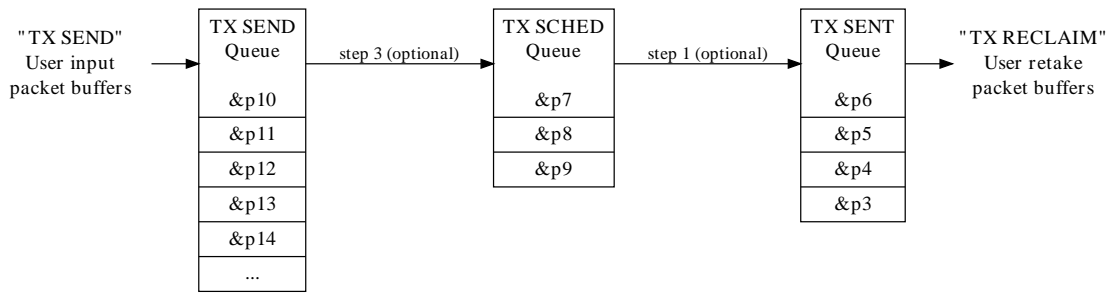 "TX SEND"
User input
packet buffers
TX SEND
Queue
&p10
&p11
&p12
&p13
&p14
...
step 3 (optional)
TX SCHED
Queue
&p7
&p8
&p9
step 1 (optional)
TX SENT
Queue
&p6
&p5
&p4
&p3
"TX RECLAIM"
User retake
packet buffers